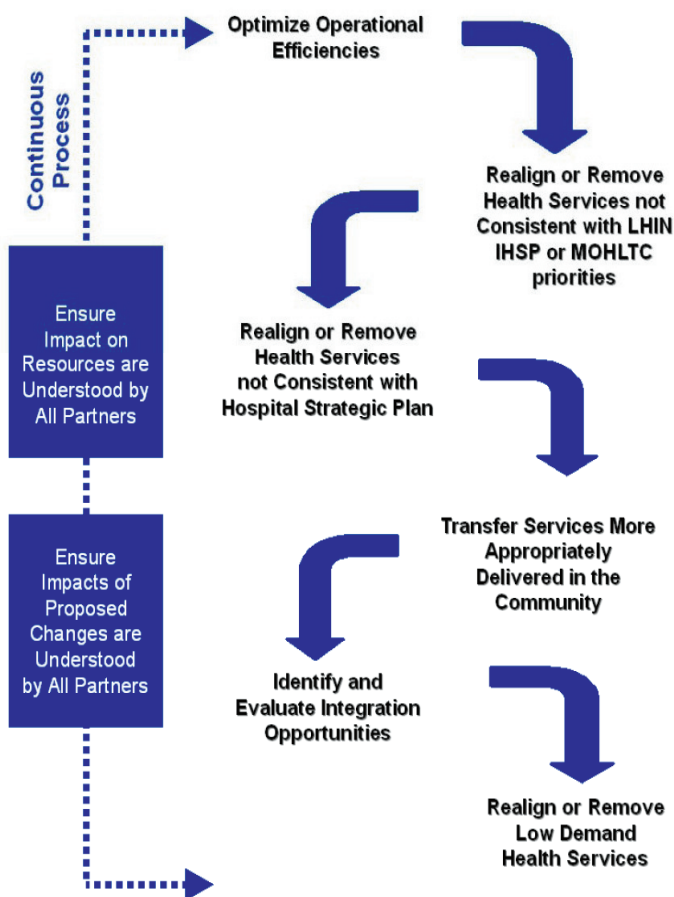 Optimize Operational
Efficiencies
Continuous
Process
Realign or Remove
Health Services not
Consistent with LHIN
IHSP or MOHLTC
priorities
Ensure
Impact on
Resources are
Understood by
All Partners
Realign or Remove
Health Services
not Consistent with
Hospital Strategic Plan
Transfer Services More
Appropriately
Delivered in the
Community
Ensure
Impacts of
Proposed
Changes are
Understood
by All Partners
Identify and
Evaluate Integration
Opportunities
Realign or Remove
Low Demand
Health Services